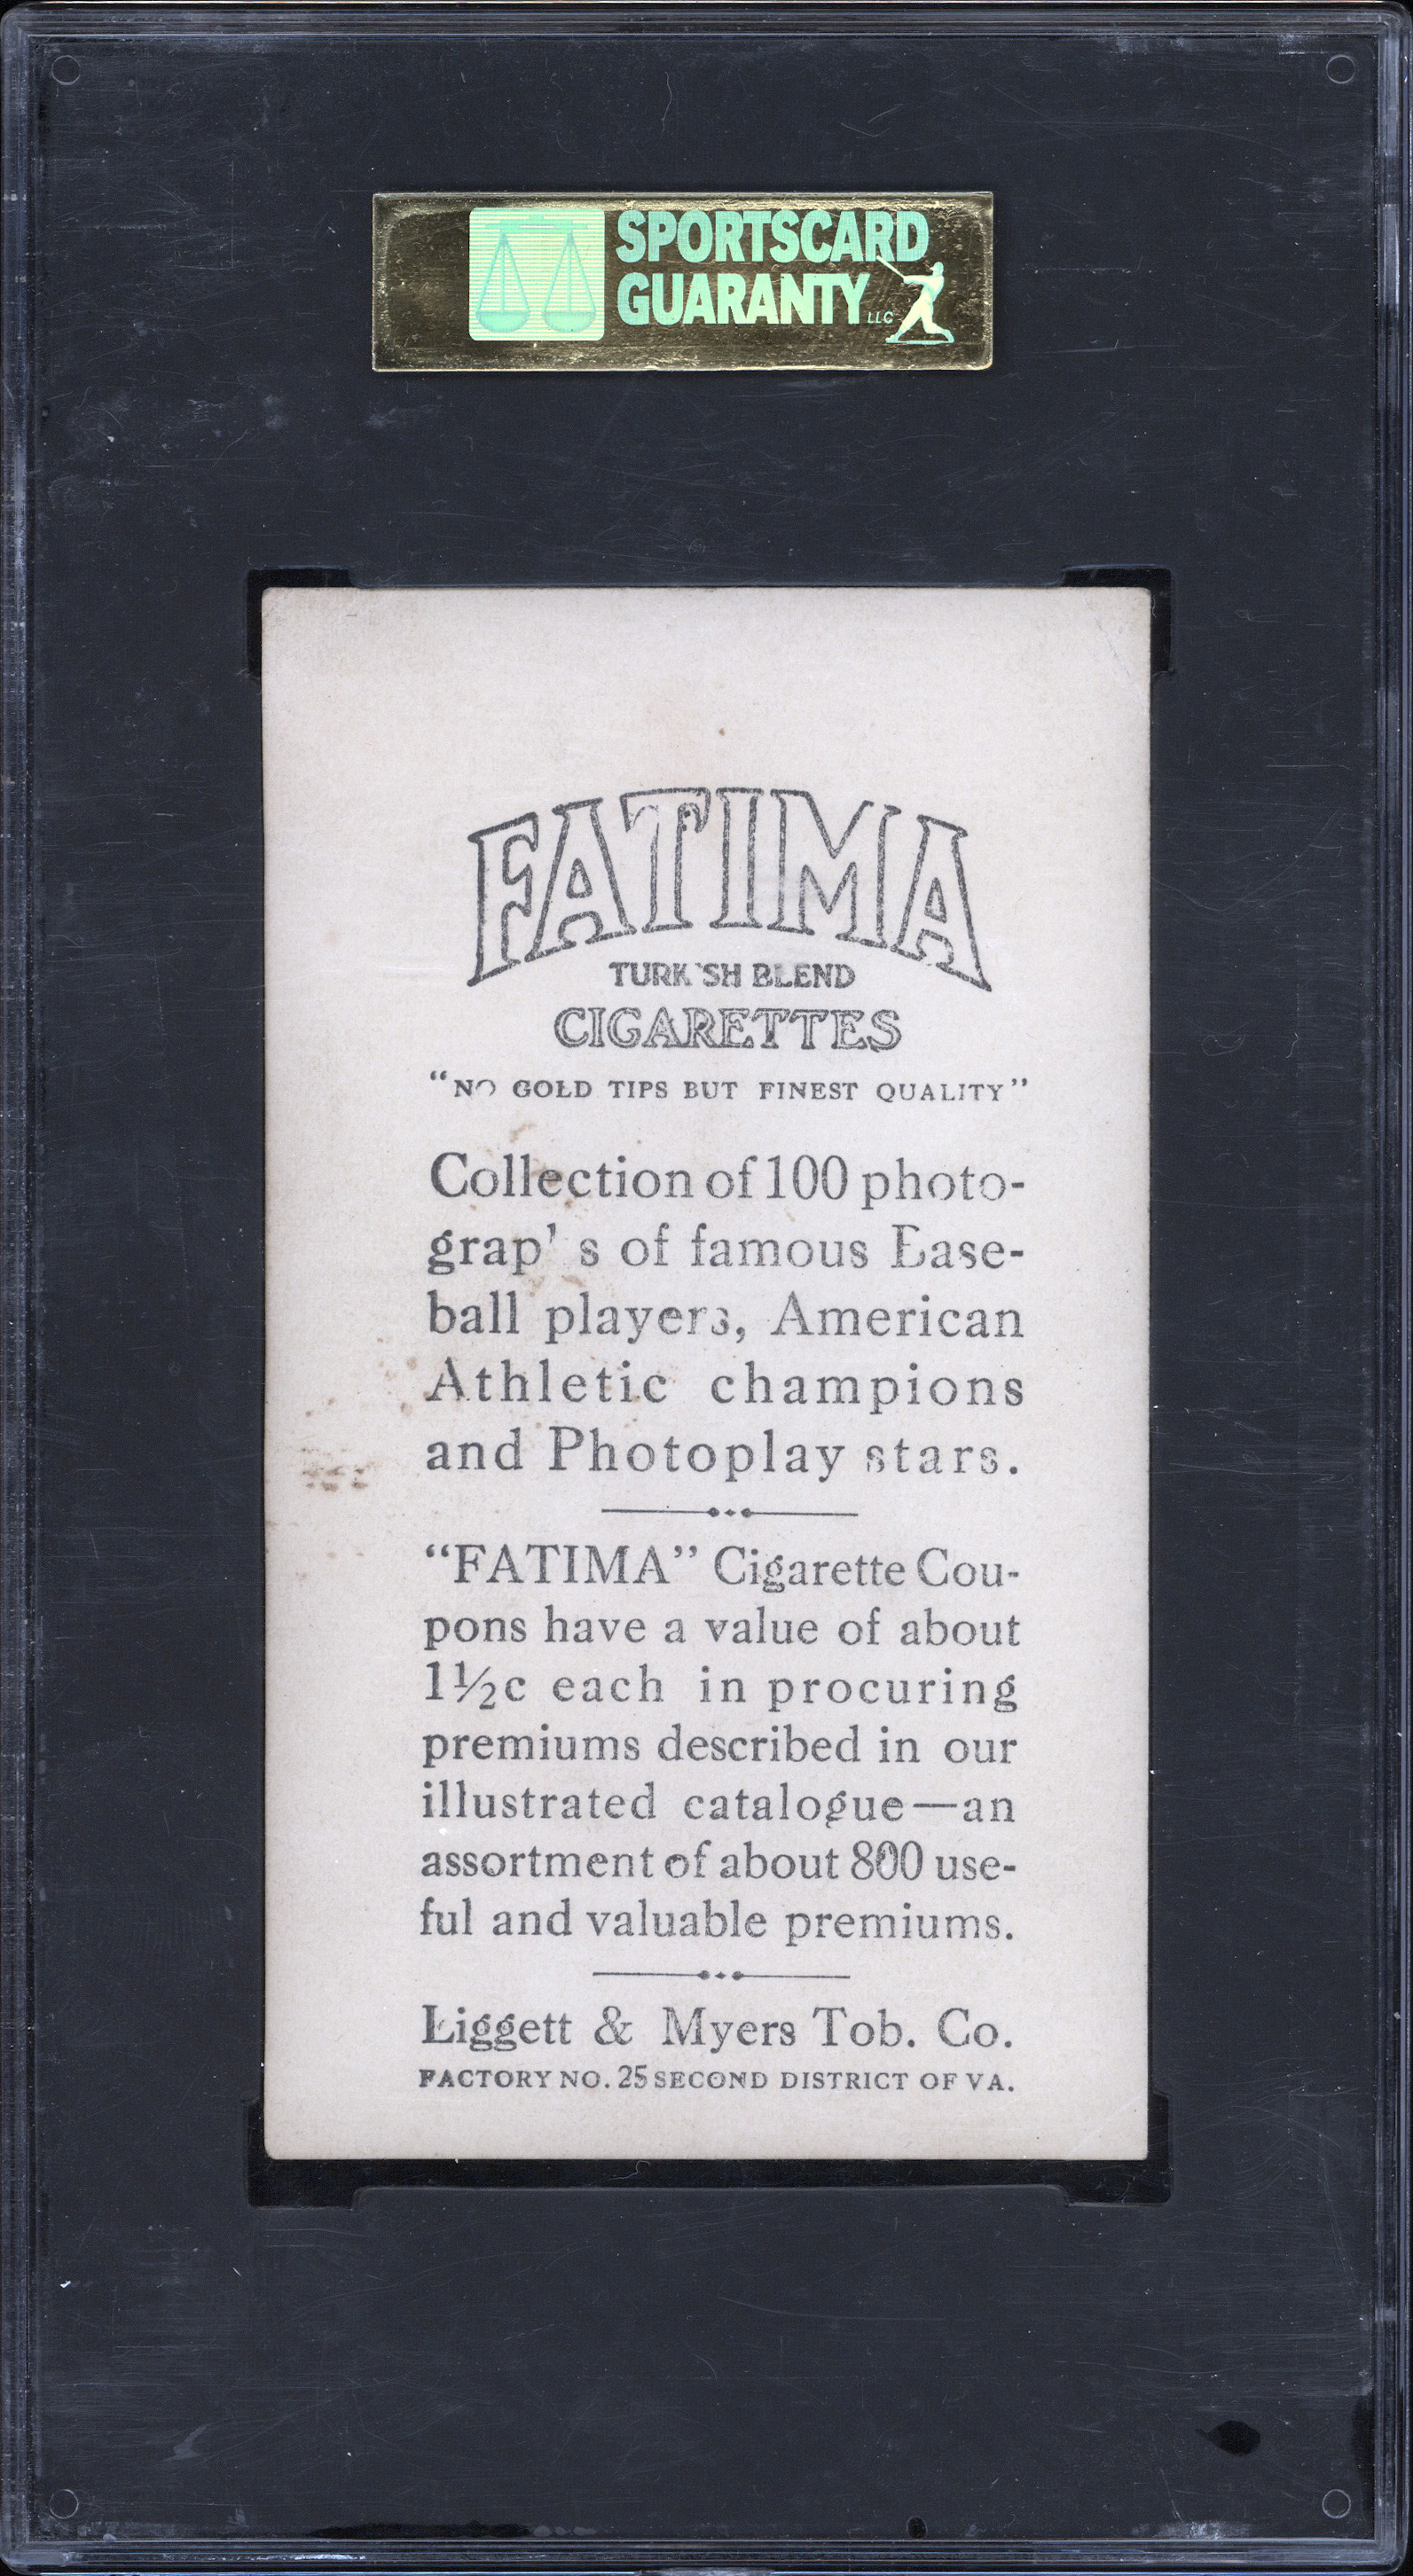 SPORTSCARD
GUARANTY LLC
FATIMA
TURK'SH BLEND
CIGARETTES
“NO GOLD TIPS BUT FINEST QUALITY”
Collection of 100 photo-
grap' s of famous Base-
ball players, American
Athletic champions
and Photoplay stars.
“FATIMA” Cigarette Cou-
pons have a value of about
1½c each in procuring
premiums described in our
illustrated catalogue—an
assortment of about 800 use-
ful and valuable premiums.
Liggett & Myers Tob. Co.
FACTORY NO. 25 SECOND DISTRICT OF VA.